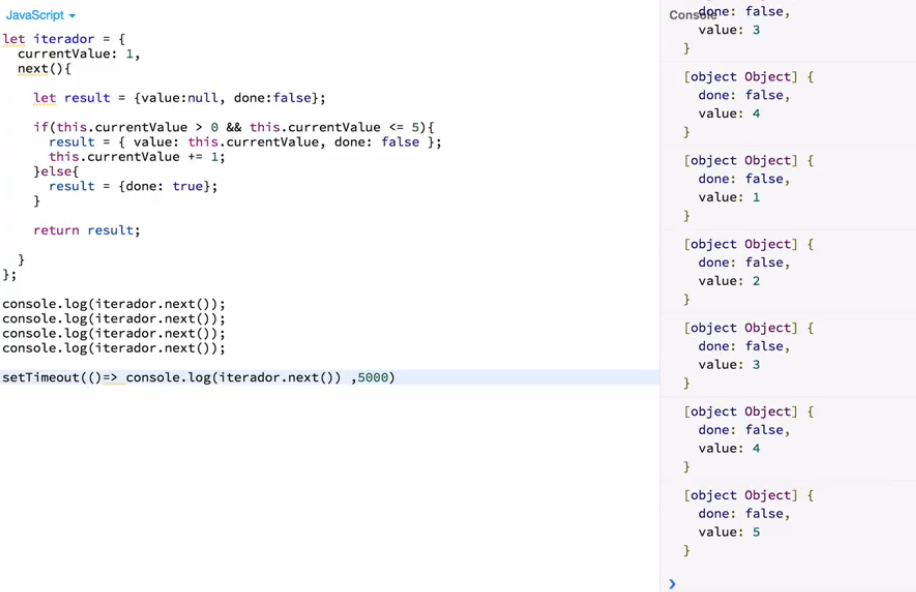 JavaScript
let iterador = {
  currentValue: 1,
  next(){

    let result = {value:null, done:false};

    if(this.currentValue > 0 && this.currentValue <= 5){
      result = { value: this.currentValue, done: false };
      this.currentValue += 1;
    }else{
      result = {done: true};
    }

    return result;

  }
};

console.log(iterador.next());
console.log(iterador.next());
console.log(iterador.next());
console.log(iterador.next());

setTimeout(()=> console.log(iterador.next()) ,5000)
Console
done: false,
value: 3
}
[object Object] {
  done: false,
  value: 4
}
[object Object] {
  done: false,
  value: 1
}
[object Object] {
  done: false,
  value: 2
}
[object Object] {
  done: false,
  value: 3
}
[object Object] {
  done: false,
  value: 4
}
[object Object] {
  done: false,
  value: 5
}